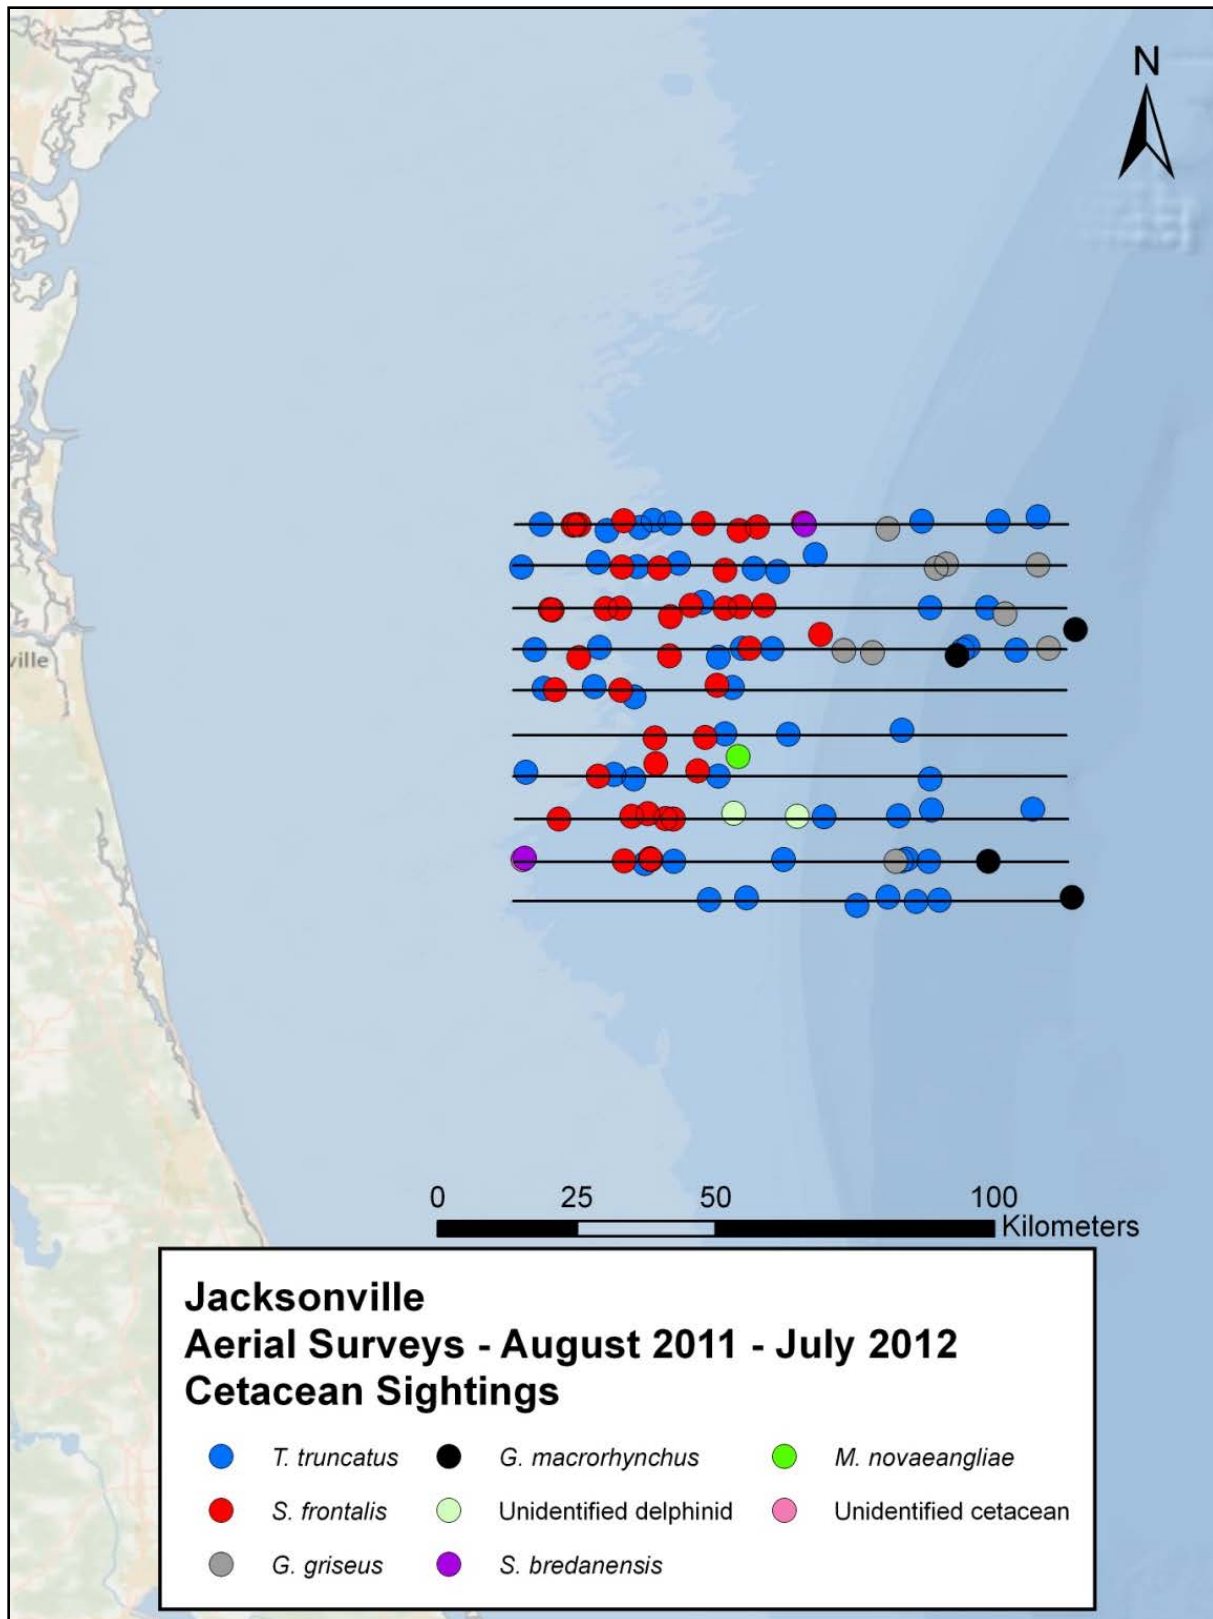 N
ville
0 25 50 100
Kilometers
Jacksonville
Aerial Surveys - August 2011 - July 2012
Cetacean Sightings
T. truncatus G. macrorhynchus M. novaeangliae
S. frontalis Unidentified delphinid Unidentified cetacean
G. griseus S. bredanensis